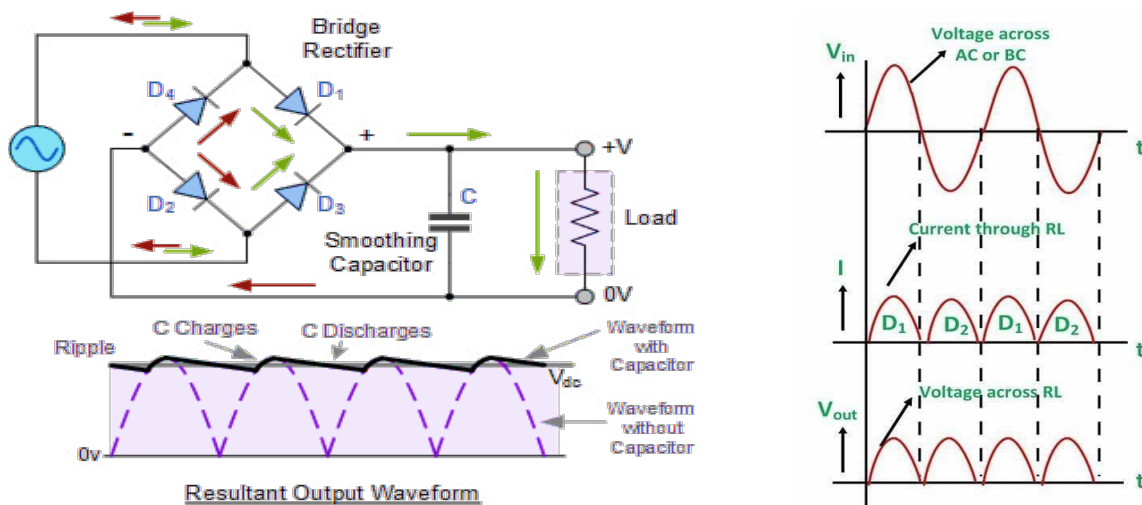 Bridge
Rectifier
D4
D1
-
+
D2
D3
C
Smoothing
Capacitor
+V
Load
0V
C Charges
C Discharges
Ripple
Waveform
with
Capacitor
Vdc
Waveform
without
Capacitor
0v
Resultant Output Waveform
Voltage across
AC or BC
Vin
t
Current through RL
I
D1 D2 D1 D2
t
Voltage across RL
Vout
t